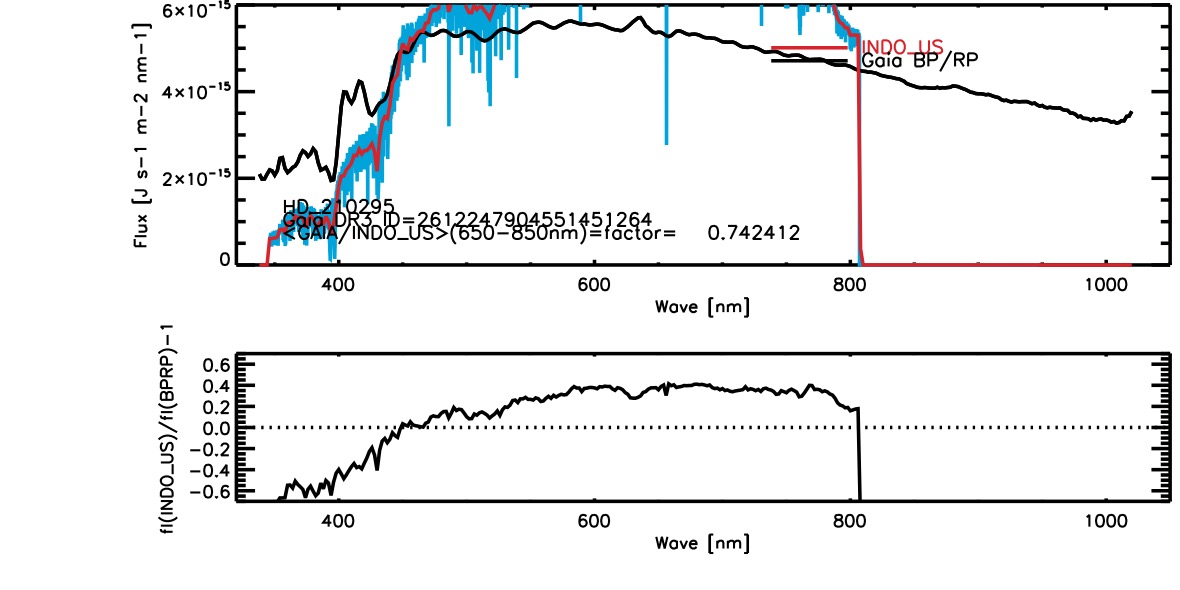 6×10⁻¹⁵
4×10⁻¹⁵
2×10⁻¹⁵
0
Flux [J s−1 m−2 nm−1]
INDO_US
Gaia BP/RP
HD_210295
Gaia DR3 ID=2612247904551451264
<GAIA/INDO_US>(650−850nm)=factor= 0.742412
400 600 800 1000
Wave [nm]
fl(INDO_US)/fl(BPRP)−1
0.6
0.4
0.2
0.0
−0.2
−0.4
−0.6
400 600 800 1000
Wave [nm]